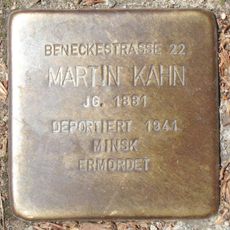 BENECKESTRASSE 22
MARTIN KAHN
JG. 1881
DEPORTIERT 1941
MINSK
ERMORDET